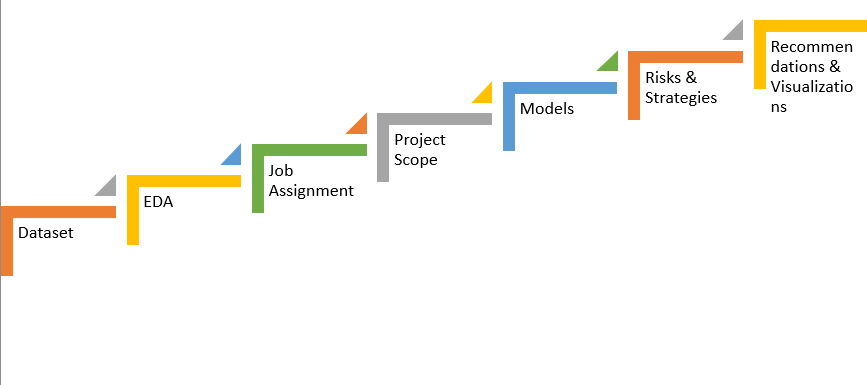 Dataset
EDA
Job
Assignment
Project
Scope
Models
Risks &
Strategies
Recommen
dations &
Visualizatio
ns